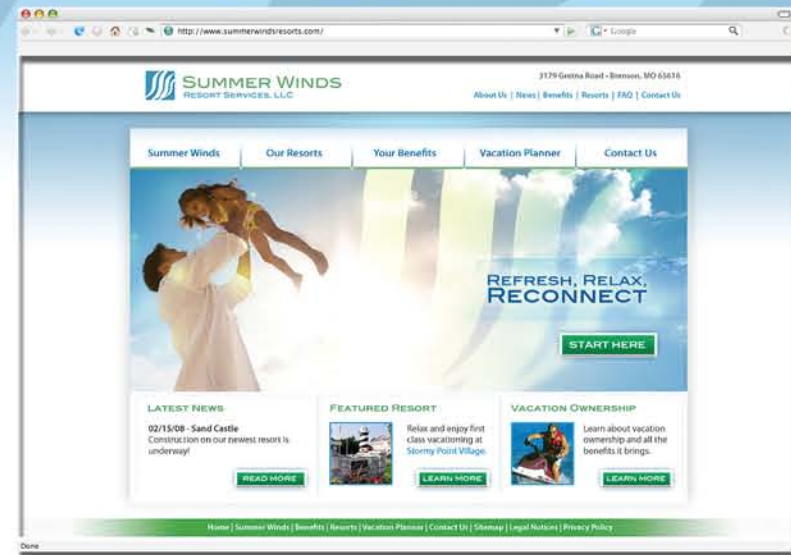 http://www.summerwindsresorts.com/
Google
SUMMER WINDS
RESORT SERVICES, LLC
3179 Gretna Road - Branson, MO 65616
About Us | News | Benefits | Resorts | FAQ | Contact Us
Summer Winds
Our Resorts
Your Benefits
Vacation Planner
Contact Us
REFRESH, RELAX,
RECONNECT
START HERE
LATEST NEWS
02/15/08 - Sand Castle
Construction on our newest resort is
underway!
READ MORE
FEATURED RESORT
Relax and enjoy first
class vacationing at
Stormy Point Village.
LEARN MORE
VACATION OWNERSHIP
Learn about vacation
ownership and all the
benefits it brings.
LEARN MORE
Home | Summer Winds | Benefits | Resorts | Vacation Planner | Contact Us | Sitemap | Legal Notices | Privacy Policy
Done